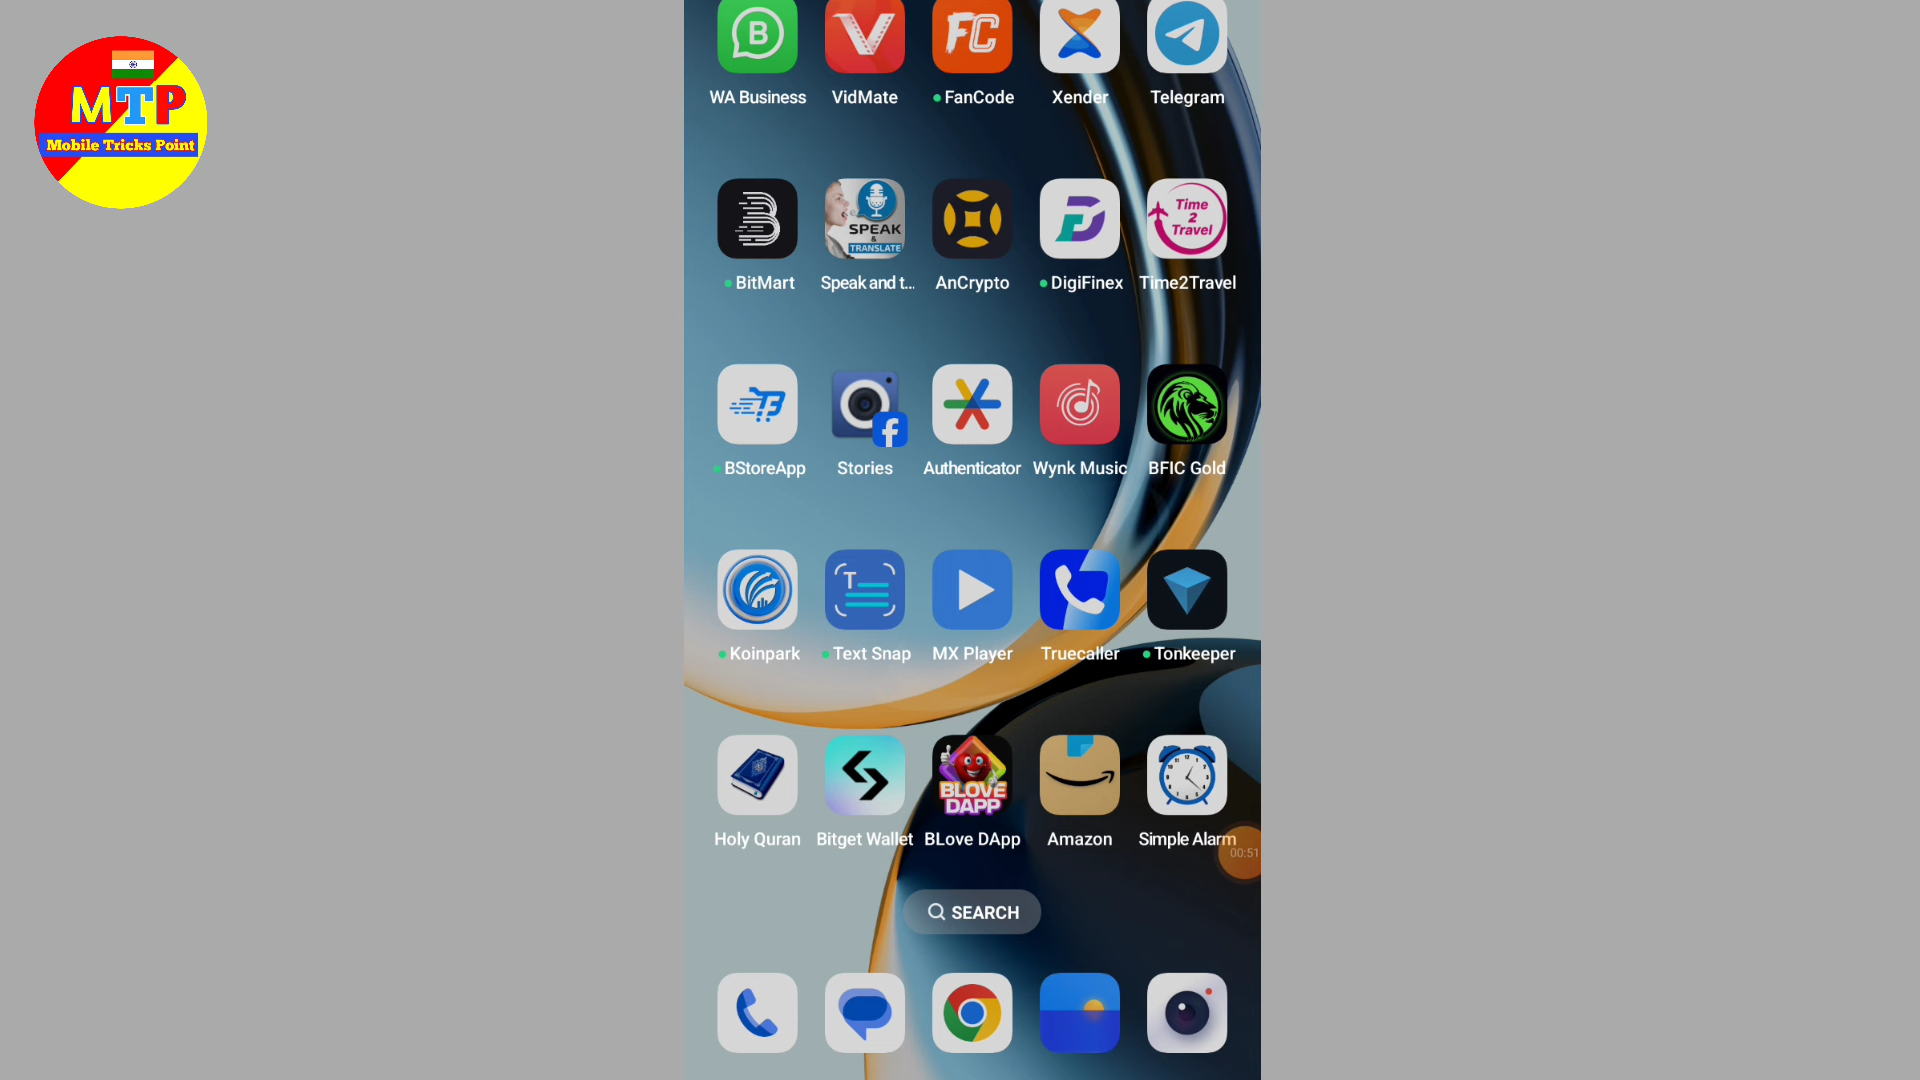 MTP
Mobile Tricks Point
B
FC
WA Business
VidMate
FanCode
Xender
Telegram
SPEAK
&
TRANSLATE
Time
2
Travel
BitMart
Speak and t...
AnCrypto
DigiFinex
Time2Travel
BStoreApp
Stories
Authenticator
Wynk Music
BFIC Gold
T
Koinpark
Text Snap
MX Player
Truecaller
Tonkeeper
BLOVE
DAPP
Holy Quran
Bitget Wallet
BLove DApp
Amazon
Simple Alarm
00:51
SEARCH